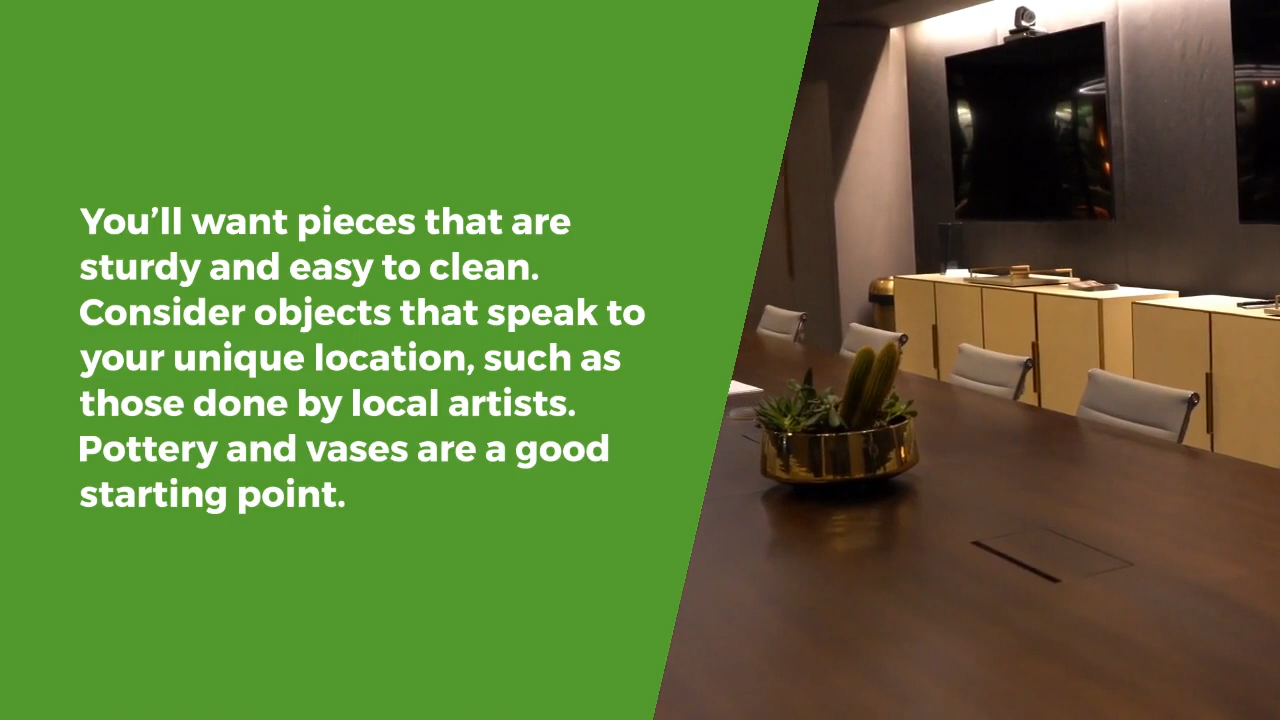 You’ll want pieces that are
sturdy and easy to clean.
Consider objects that speak to
your unique location, such as
those done by local artists.
Pottery and vases are a good
starting point.